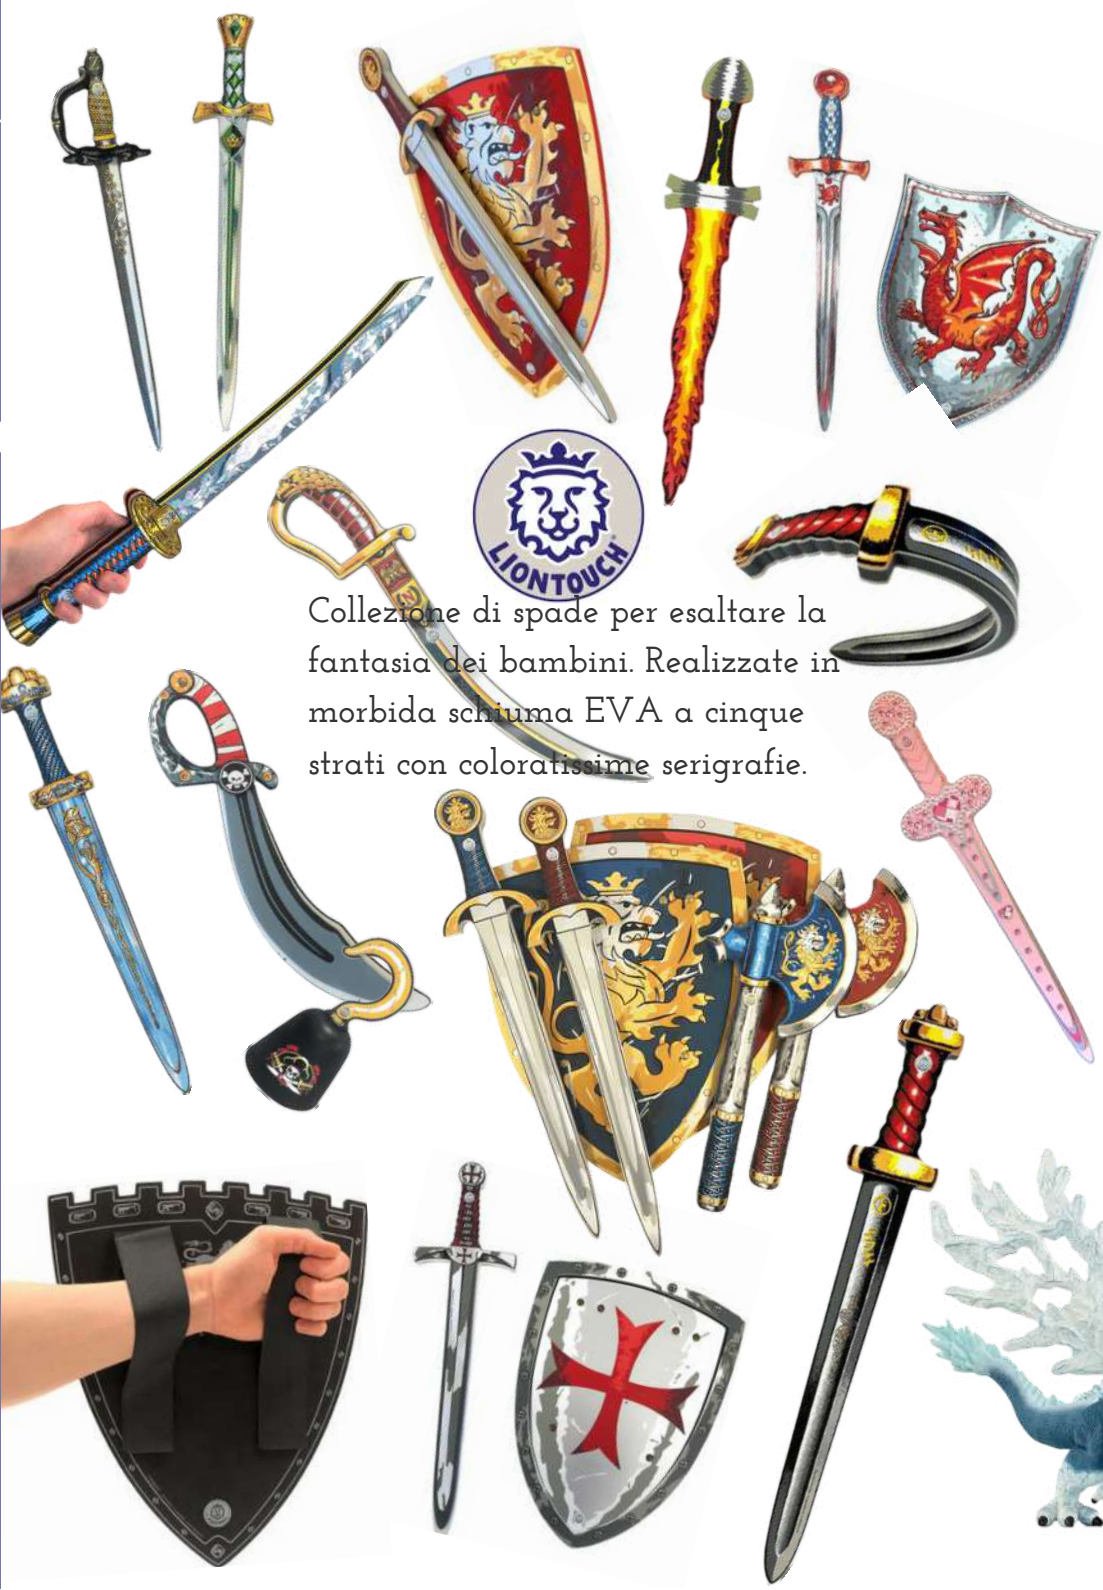 LIONTOUCH
Collezione di spade per esaltare la
fantasia dei bambini. Realizzate in
morbida schiuma EVA a cinque
strati con coloratissime serigrafie.